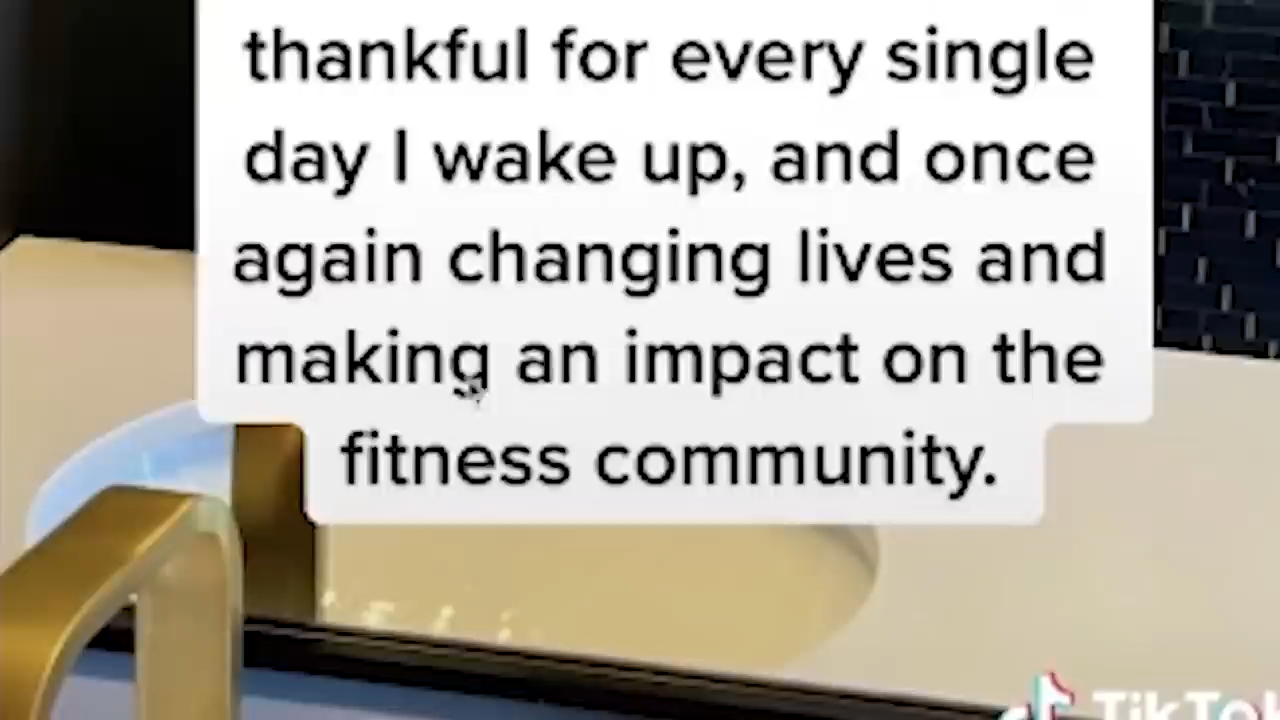 thankful for every single
day I wake up, and once
again changing lives and
making an impact on the
fitness community.
TikTok